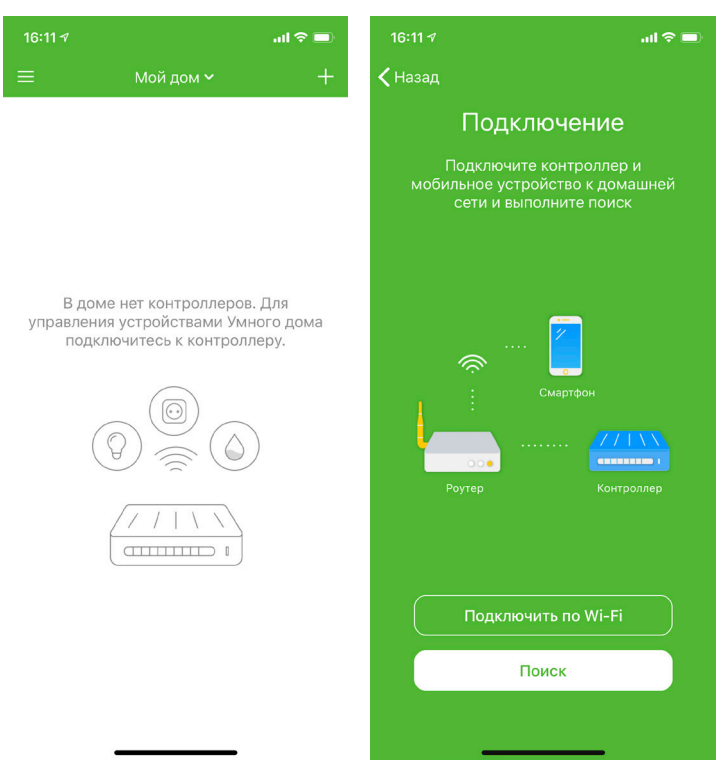 16:11
Мой дом
В доме нет контроллеров. Для
управления устройствами Умного дома
подключитесь к контроллеру.
16:11
Назад
Подключение
Подключите контроллер и
мобильное устройство к домашней
сети и выполните поиск
Смартфон
Роутер
Контроллер
Подключить по Wi-Fi
Поиск